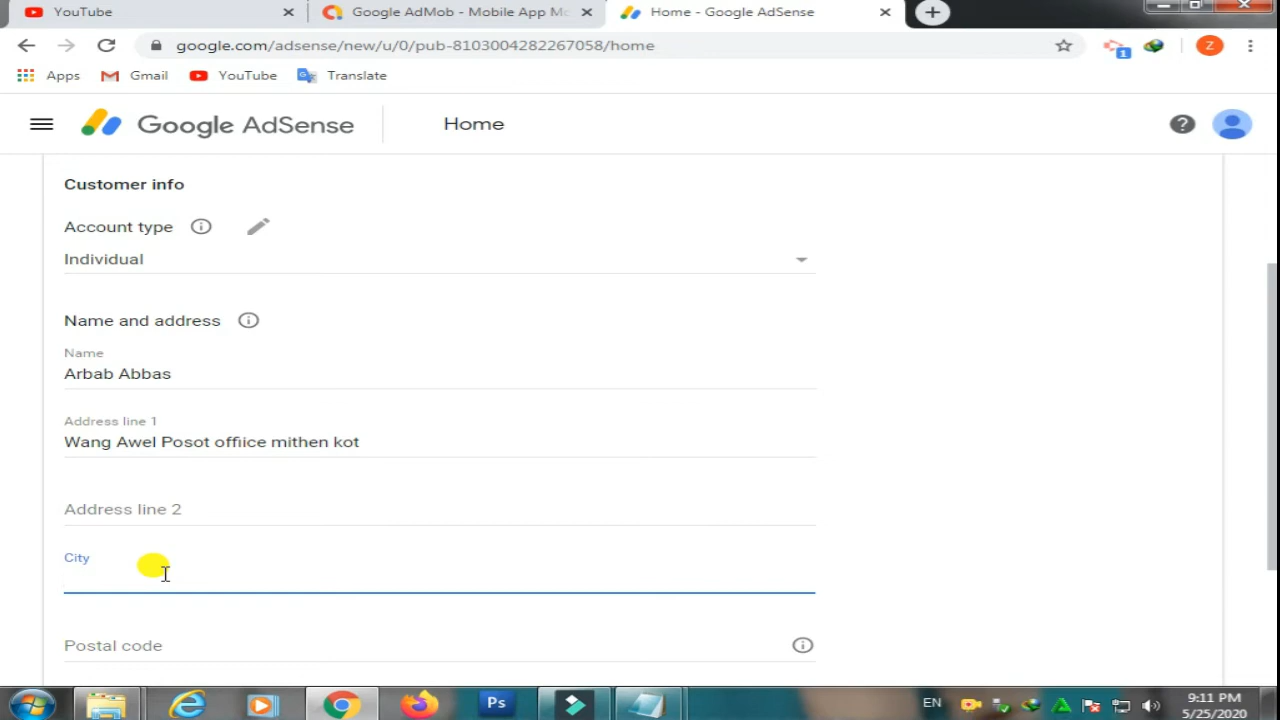 YouTube
Google AdMob - Mobile App Mo
Home - Google AdSense
google.com/adsense/new/u/0/pub-8103004282267058/home
1
Z
Apps
Gmail
YouTube
Translate
Google AdSense
Home
Customer info
Account type
Individual
Name and address
Name
Arbab Abbas
Address line 1
Wang Awel Posot offiice mithen kot
Address line 2
City
Postal code
Ps
EN
9:11 PM
5/25/2020